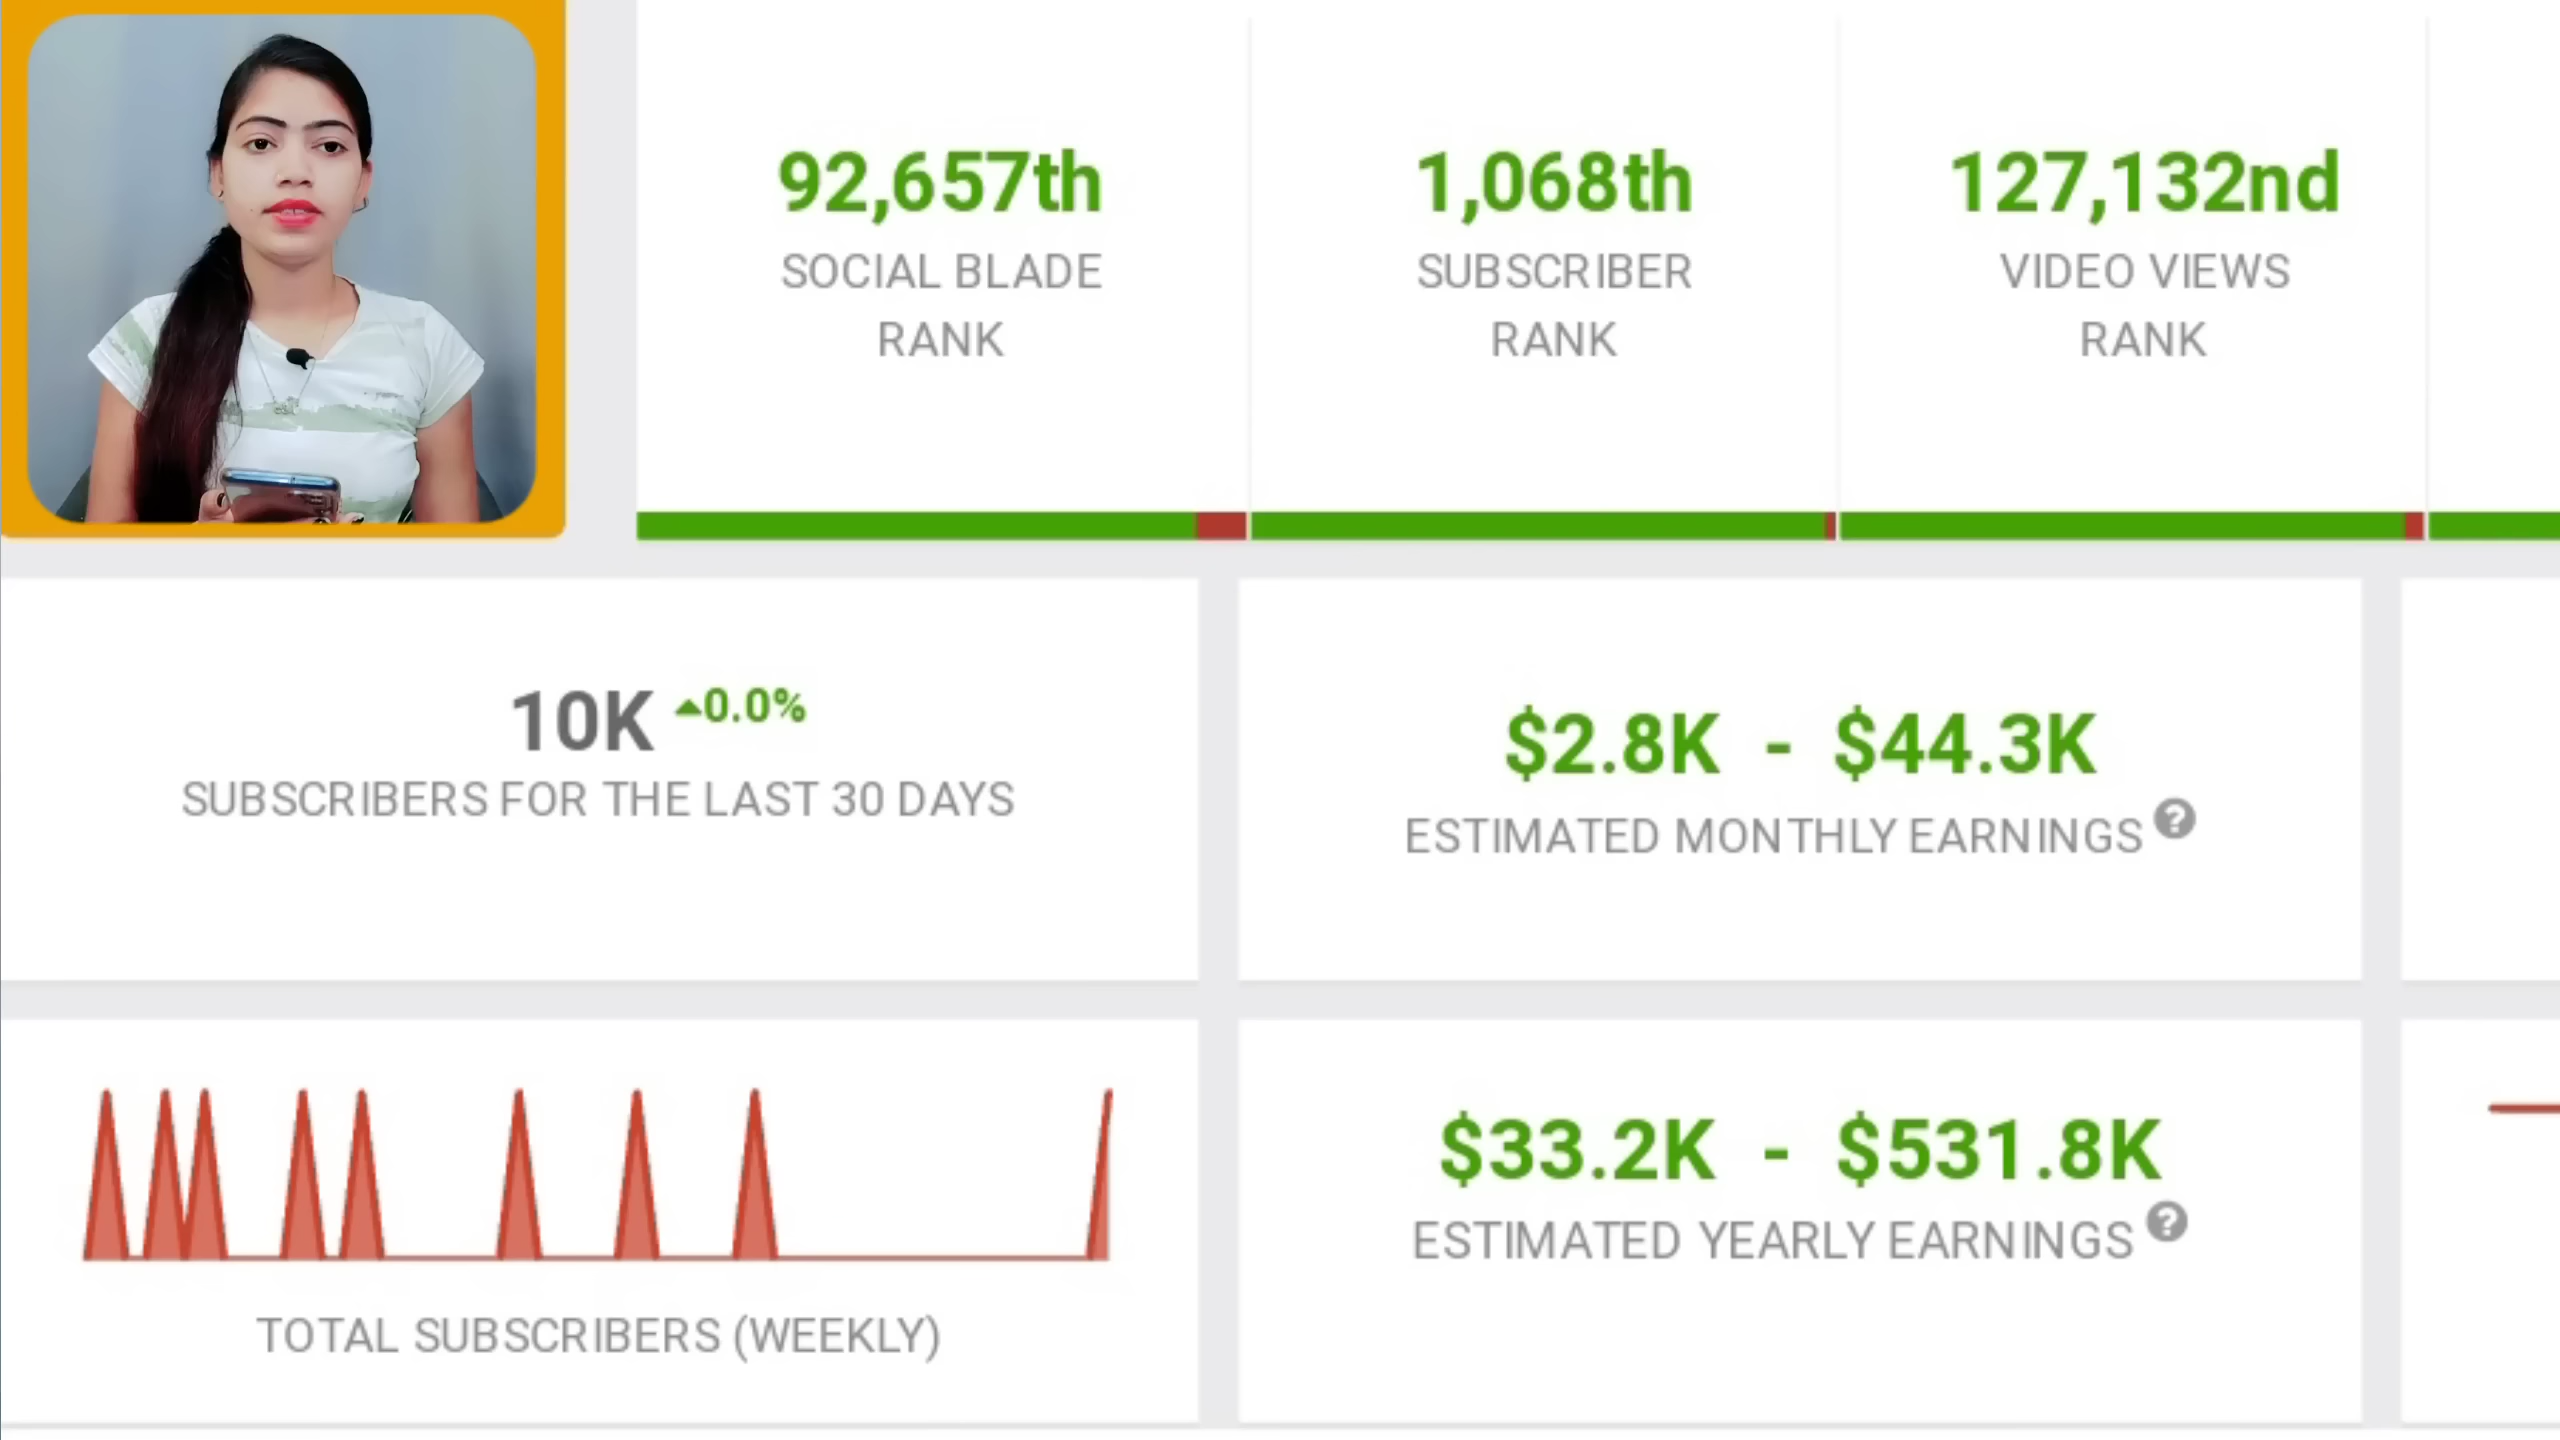 92,657th
SOCIAL BLADE
RANK
1,068th
SUBSCRIBER
RANK
127,132nd
VIDEO VIEWS
RANK
10K ▲0.0%
SUBSCRIBERS FOR THE LAST 30 DAYS
$2.8K - $44.3K
ESTIMATED MONTHLY EARNINGS ?
TOTAL SUBSCRIBERS (WEEKLY)
$33.2K - $531.8K
ESTIMATED YEARLY EARNINGS ?